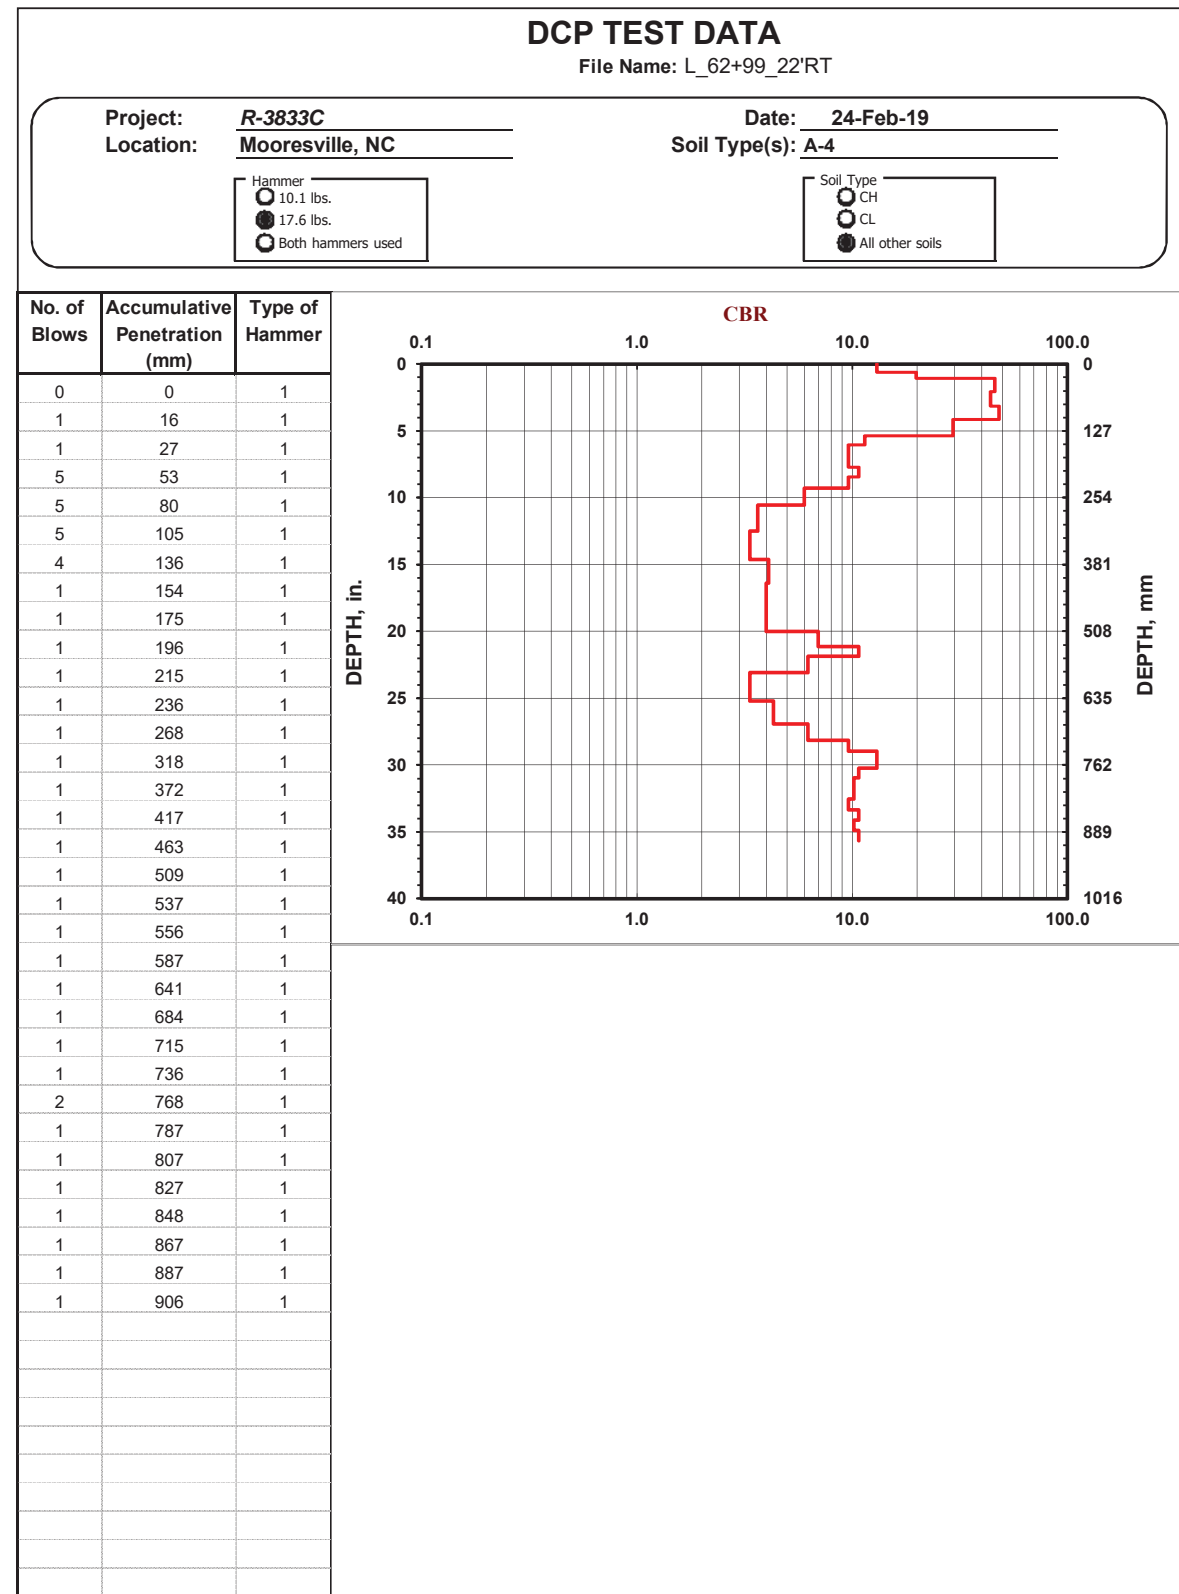 DCP TEST DATA
File Name: L_62+99_22'RT
Project: R-3833C
Date: 24-Feb-19
Location: Mooresville, NC
Soil Type(s): A-4
Hammer
10.1 lbs.
17.6 lbs.
Both hammers used
Soil Type
CH
CL
All other soils
No. of Blows Accumulative Penetration (mm) Type of Hammer
0 0 1
1 16 1
1 27 1
5 53 1
5 80 1
5 105 1
4 136 1
1 154 1
1 175 1
1 196 1
1 215 1
1 236 1
1 268 1
1 318 1
1 372 1
1 417 1
1 463 1
1 509 1
1 537 1
1 556 1
1 587 1
1 641 1
1 684 1
1 715 1
1 736 1
2 768 1
1 787 1
1 807 1
1 827 1
1 848 1
1 867 1
1 887 1
1 906 1
CBR
0.1 1.0 10.0 100.0
0 0
5 127
10 254
15 381
20 508
25 635
30 762
35 889
40 1016
0.1 1.0 10.0 100.0
DEPTH, in.
DEPTH, mm